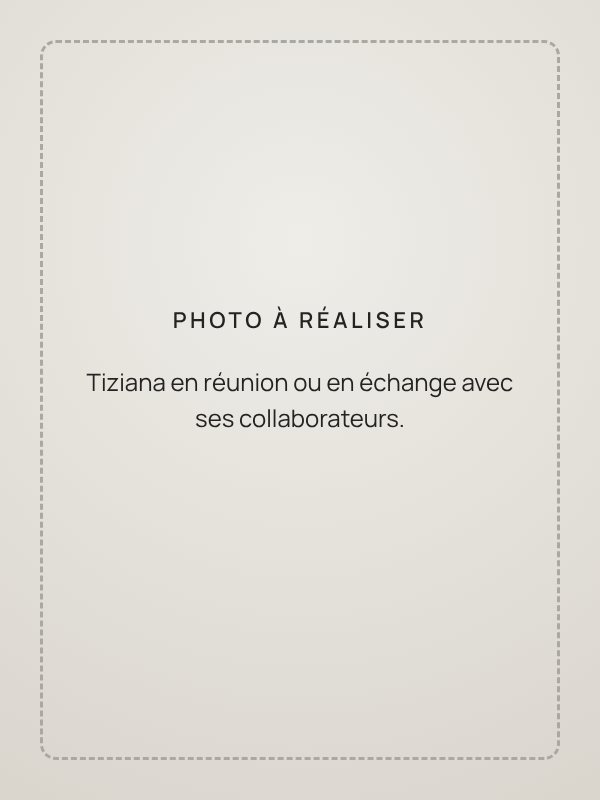 PHOTO À RÉALISER
Tiziana en réunion ou en échange avec
ses collaborateurs.